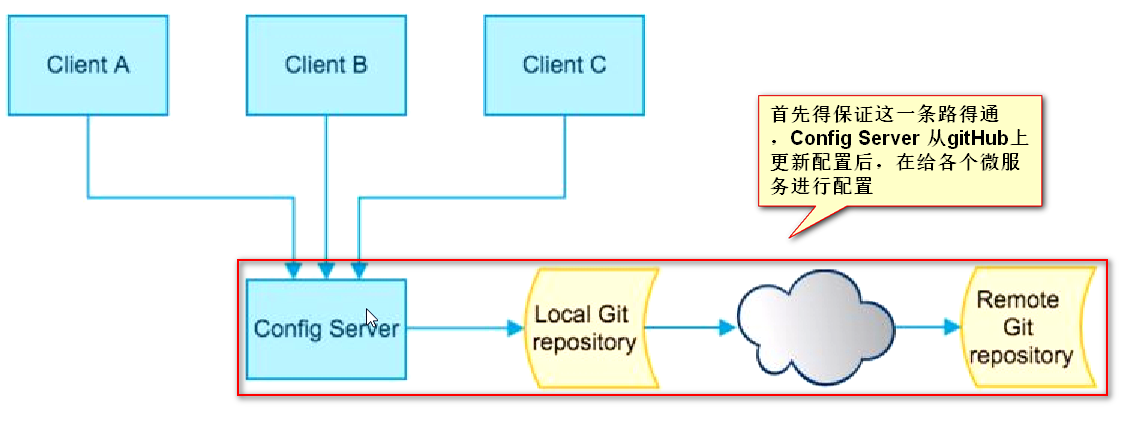 Client A
Client B
Client C
首先得保证这一条路得通
，Config Server 从gitHub上
更新配置后，在给各个微服
务进行配置
Config Server
Local Git
repository
Remote
Git
repository